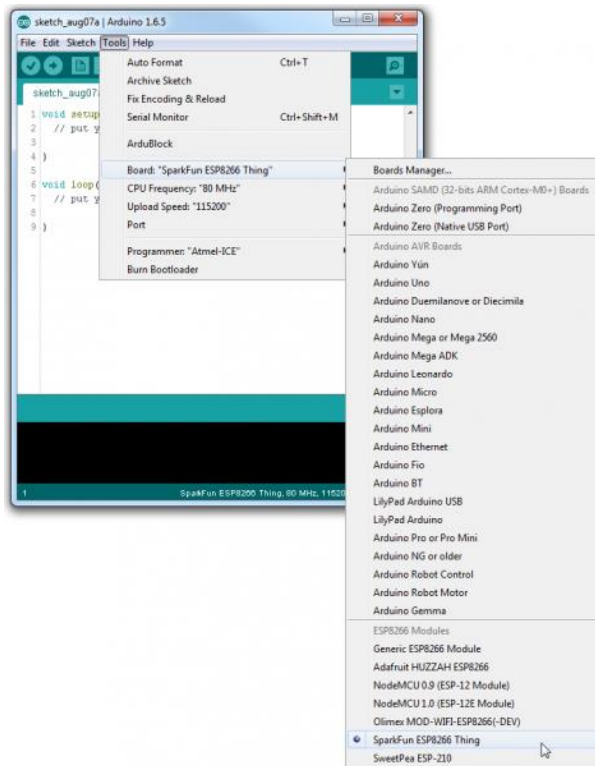 sketch_aug07a | Arduino 1.6.5
File Edit Sketch Tools Help
sketch_aug07
Auto Format Ctrl+T
Archive Sketch
Fix Encoding & Reload
Serial Monitor Ctrl+Shift+M
ArduBlock
Board: "SparkFun ESP8266 Thing"
CPU Frequency: "80 MHz"
Upload Speed: "115200"
Port
Programmer: "Atmel-ICE"
Burn Bootloader
1 void setup
2 // put y
3
4 }
5
6 void loop(
7 // put y
8
9 }
1 SparkFun ESP8266 Thing, 80 MHz, 11520
Boards Manager...
Arduino SAMD (32-bits ARM Cortex-M0+) Boards
Arduino Zero (Programming Port)
Arduino Zero (Native USB Port)
Arduino AVR Boards
Arduino Yún
Arduino Uno
Arduino Duemilanove or Diecimila
Arduino Nano
Arduino Mega or Mega 2560
Arduino Mega ADK
Arduino Leonardo
Arduino Micro
Arduino Esplora
Arduino Mini
Arduino Ethernet
Arduino Fio
Arduino BT
LilyPad Arduino USB
LilyPad Arduino
Arduino Pro or Pro Mini
Arduino NG or older
Arduino Robot Control
Arduino Robot Motor
Arduino Gemma
ESP8266 Modules
Generic ESP8266 Module
Adafruit HUZZAH ESP8266
NodeMCU 0.9 (ESP-12 Module)
NodeMCU 1.0 (ESP-12E Module)
Olimex MOD-WIFI-ESP8266(-DEV)
SparkFun ESP8266 Thing
SweetPea ESP-210